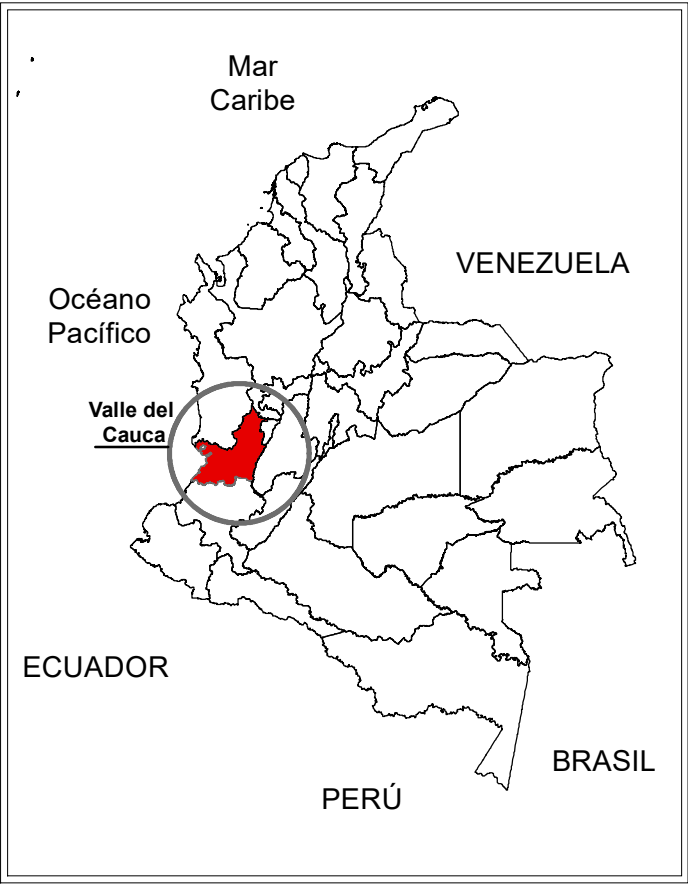 Mar
Caribe
VENEZUELA
Océano
Pacífico
Valle del
Cauca
ECUADOR
BRASIL
PERÚ